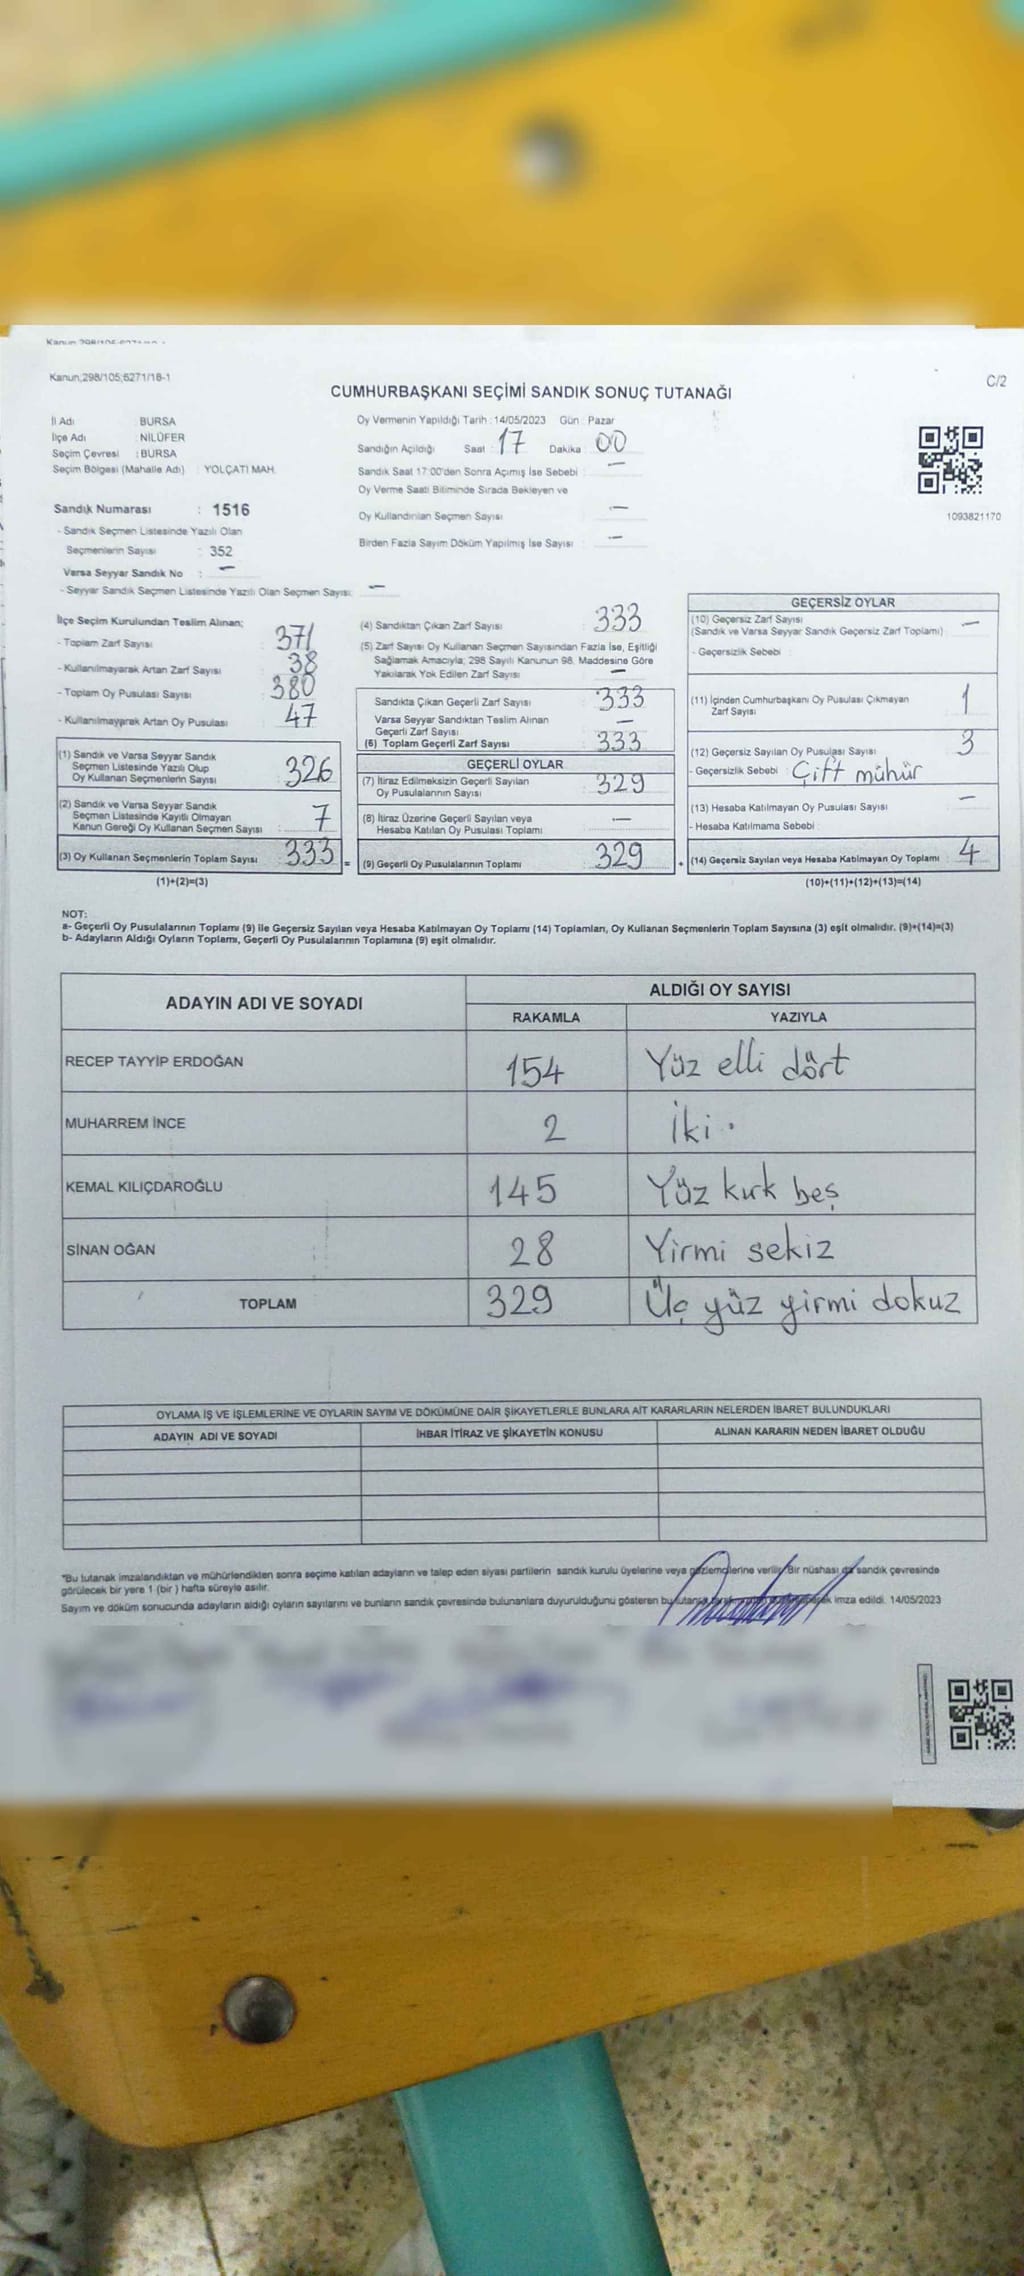 Kanun;298/105;6271/18-1
C/2
CUMHURBAŞKANI SEÇİMİ SANDIK SONUÇ TUTANAĞI
İl Adı : BURSA
İlçe Adı : NİLÜFER
Seçim Çevresi : BURSA
Seçim Bölgesi (Mahalle Adı) : YOLÇATI MAH.
Oy Vermenin Yapıldığı Tarih : 14/05/2023 Gün : Pazar
Sandığın Açıldığı Saat : 17 Dakika : 00
Sandık Saat 17:00'den Sonra Açımış İse Sebebi : —
Oy Verme Saati Bitiminde Sırada Bekleyen ve
Oy Kullandırılan Seçmen Sayısı : —
Birden Fazla Sayım Döküm Yapılmış İse Sayısı : —
1093821170
Sandık Numarası : 1516
- Sandık Seçmen Listesinde Yazılı Olan
Seçmenlerin Sayısı : 352
Varsa Seyyar Sandık No : —
- Seyyar Sandık Seçmen Listesinde Yazılı Olan Seçmen Sayısı: —
İlçe Seçim Kurulundan Teslim Alınan;
- Toplam Zarf Sayısı : 371
- Kullanılmayarak Artan Zarf Sayısı : 38
- Toplam Oy Pusulası Sayısı : 380
- Kullanılmayarak Artan Oy Pusulası : 47
(1) Sandık ve Varsa Seyyar Sandık
Seçmen Listesinde Yazılı Olup
Oy Kullanan Seçmenlerin Sayısı : 326
(2) Sandık ve Varsa Seyyar Sandık
Seçmen Listesinde Kayıtlı Olmayan
Kanun Gereği Oy Kullanan Seçmen Sayısı : 7
(3) Oy Kullanan Seçmenlerin Toplam Sayısı : 333 =
(1)+(2)=(3)
(4) Sandıktan Çıkan Zarf Sayısı : 333
(5) Zarf Sayısı Oy Kullanan Seçmen Sayısından Fazla İse, Eşitliği
Sağlamak Amacıyla; 298 Sayılı Kanunun 98. Maddesine Göre
Yakılarak Yok Edilen Zarf Sayısı : —
Sandıkta Çıkan Geçerli Zarf Sayısı : 333
Varsa Seyyar Sandıktan Teslim Alınan
Geçerli Zarf Sayısı : —
(6) Toplam Geçerli Zarf Sayısı : 333
GEÇERLİ OYLAR
(7) İtiraz Edilmeksizin Geçerli Sayılan
Oy Pusulalarının Sayısı : 329
(8) İtiraz Üzerine Geçerli Sayılan veya
Hesaba Katılan Oy Pusulası Toplamı : —
(9) Geçerli Oy Pusulalarının Toplamı : 329 +
GEÇERSİZ OYLAR
(10) Geçersiz Zarf Sayısı : —
(Sandık ve Varsa Seyyar Sandık Geçersiz Zarf Toplamı)
- Geçersizlik Sebebi :
(11) İçinden Cumhurbaşkanı Oy Pusulası Çıkmayan
Zarf Sayısı : 1
(12) Geçersiz Sayılan Oy Pusulası Sayısı : 3
- Geçersizlik Sebebi : Çift mühür
(13) Hesaba Katılmayan Oy Pusulası Sayısı : —
- Hesaba Katılmama Sebebi :
(14) Geçersiz Sayılan veya Hesaba Katılmayan Oy Toplamı : 4
(10)+(11)+(12)+(13)=(14)
NOT:
a- Geçerli Oy Pusulalarının Toplamı (9) ile Geçersiz Sayılan veya Hesaba Katılmayan Oy Toplamı (14) Toplamları, Oy Kullanan Seçmenlerin Toplam Sayısına (3) eşit olmalıdır. (9)+(14)=(3)
b- Adayların Aldığı Oyların Toplamı, Geçerli Oy Pusulalarının Toplamına (9) eşit olmalıdır.
ADAYIN ADI VE SOYADI
ALDIĞI OY SAYISI
RAKAMLA YAZIYLA
RECEP TAYYİP ERDOĞAN 154 Yüz elli dört
MUHARREM İNCE 2 İki .
KEMAL KILIÇDAROĞLU 145 Yüz kırk beş
SİNAN OĞAN 28 Yirmi sekiz
TOPLAM 329 Üç yüz yirmi dokuz
OYLAMA İŞ VE İŞLEMLERİNE VE OYLARIN SAYIM VE DÖKÜMÜNE DAİR ŞİKAYETLERLE BUNLARA AİT KARARLARIN NELERDEN İBARET BULUNDUKLARI
ADAYIN ADI VE SOYADI İHBAR İTİRAZ VE ŞİKAYETİN KONUSU ALINAN KARARIN NEDEN İBARET OLDUĞU
*Bu tutanak imzalandıktan ve mühürlendikten sonra seçime katılan adayların ve talep eden siyasi partilerin sandık kurulu üyelerine veya gözlemcilerine verilir. Bir nüshası da sandık çevresinde
görülecek bir yere 1 (bir ) hafta süreyle asılır.
Sayım ve döküm sonucunda adayların aldığı oyların sayılarını ve bunların sandık çevresinde bulunanlara duyurulduğunu gösteren bu tutanak imza edildi. 14/05/2023